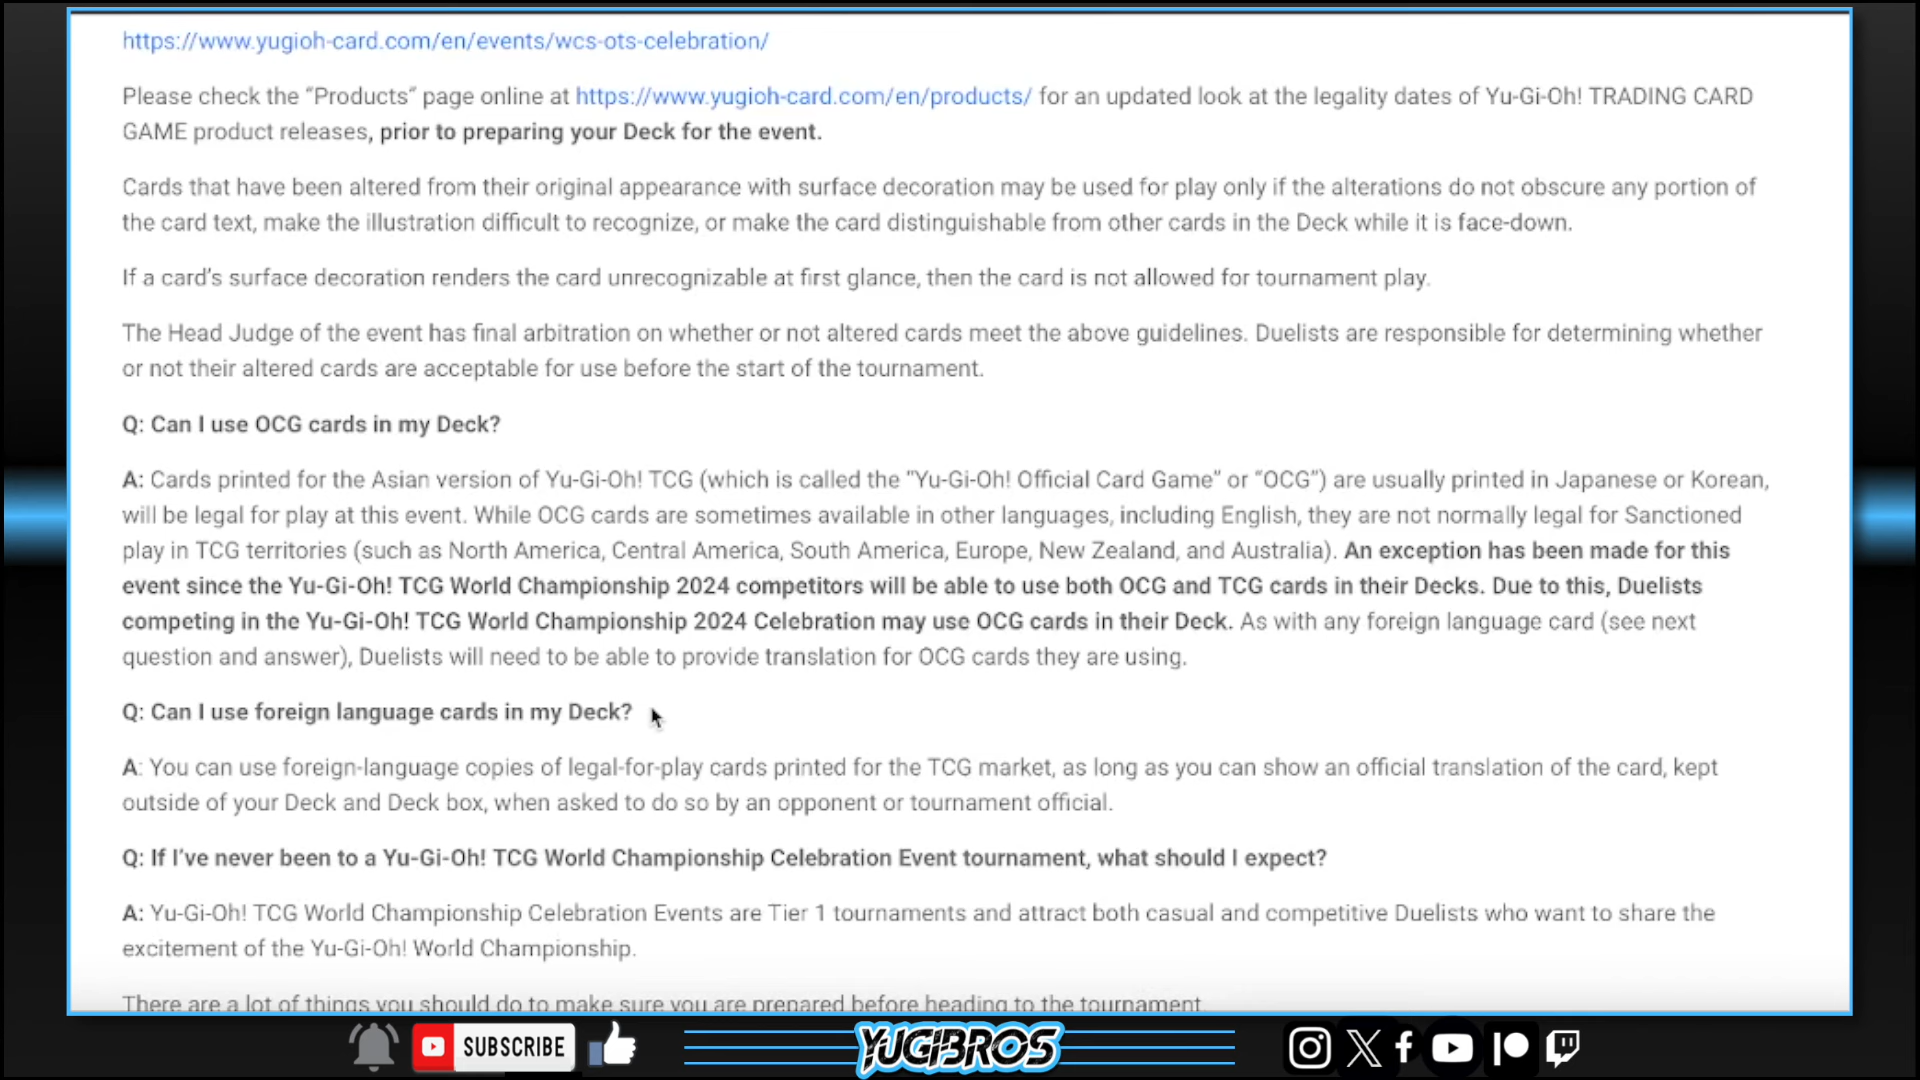 https://www.yugioh-card.com/en/events/wcs-ots-celebration/
Please check the “Products” page online at https://www.yugioh-card.com/en/products/ for an updated look at the legality dates of Yu-Gi-Oh! TRADING CARD
GAME product releases, prior to preparing your Deck for the event.
Cards that have been altered from their original appearance with surface decoration may be used for play only if the alterations do not obscure any portion of
the card text, make the illustration difficult to recognize, or make the card distinguishable from other cards in the Deck while it is face-down.
If a card’s surface decoration renders the card unrecognizable at first glance, then the card is not allowed for tournament play.
The Head Judge of the event has final arbitration on whether or not altered cards meet the above guidelines. Duelists are responsible for determining whether
or not their altered cards are acceptable for use before the start of the tournament.
Q: Can I use OCG cards in my Deck?
A: Cards printed for the Asian version of Yu-Gi-Oh! TCG (which is called the “Yu-Gi-Oh! Official Card Game” or “OCG”) are usually printed in Japanese or Korean,
will be legal for play at this event. While OCG cards are sometimes available in other languages, including English, they are not normally legal for Sanctioned
play in TCG territories (such as North America, Central America, South America, Europe, New Zealand, and Australia). An exception has been made for this
event since the Yu-Gi-Oh! TCG World Championship 2024 competitors will be able to use both OCG and TCG cards in their Decks. Due to this, Duelists
competing in the Yu-Gi-Oh! TCG World Championship 2024 Celebration may use OCG cards in their Deck. As with any foreign language card (see next
question and answer), Duelists will need to be able to provide translation for OCG cards they are using.
Q: Can I use foreign language cards in my Deck?
A: You can use foreign-language copies of legal-for-play cards printed for the TCG market, as long as you can show an official translation of the card, kept
outside of your Deck and Deck box, when asked to do so by an opponent or tournament official.
Q: If I’ve never been to a Yu-Gi-Oh! TCG World Championship Celebration Event tournament, what should I expect?
A: Yu-Gi-Oh! TCG World Championship Celebration Events are Tier 1 tournaments and attract both casual and competitive Duelists who want to share the
excitement of the Yu-Gi-Oh! World Championship.
There are a lot of things you should do to make sure you are prepared before heading to the tournament
SUBSCRIBE
YUGIBROS